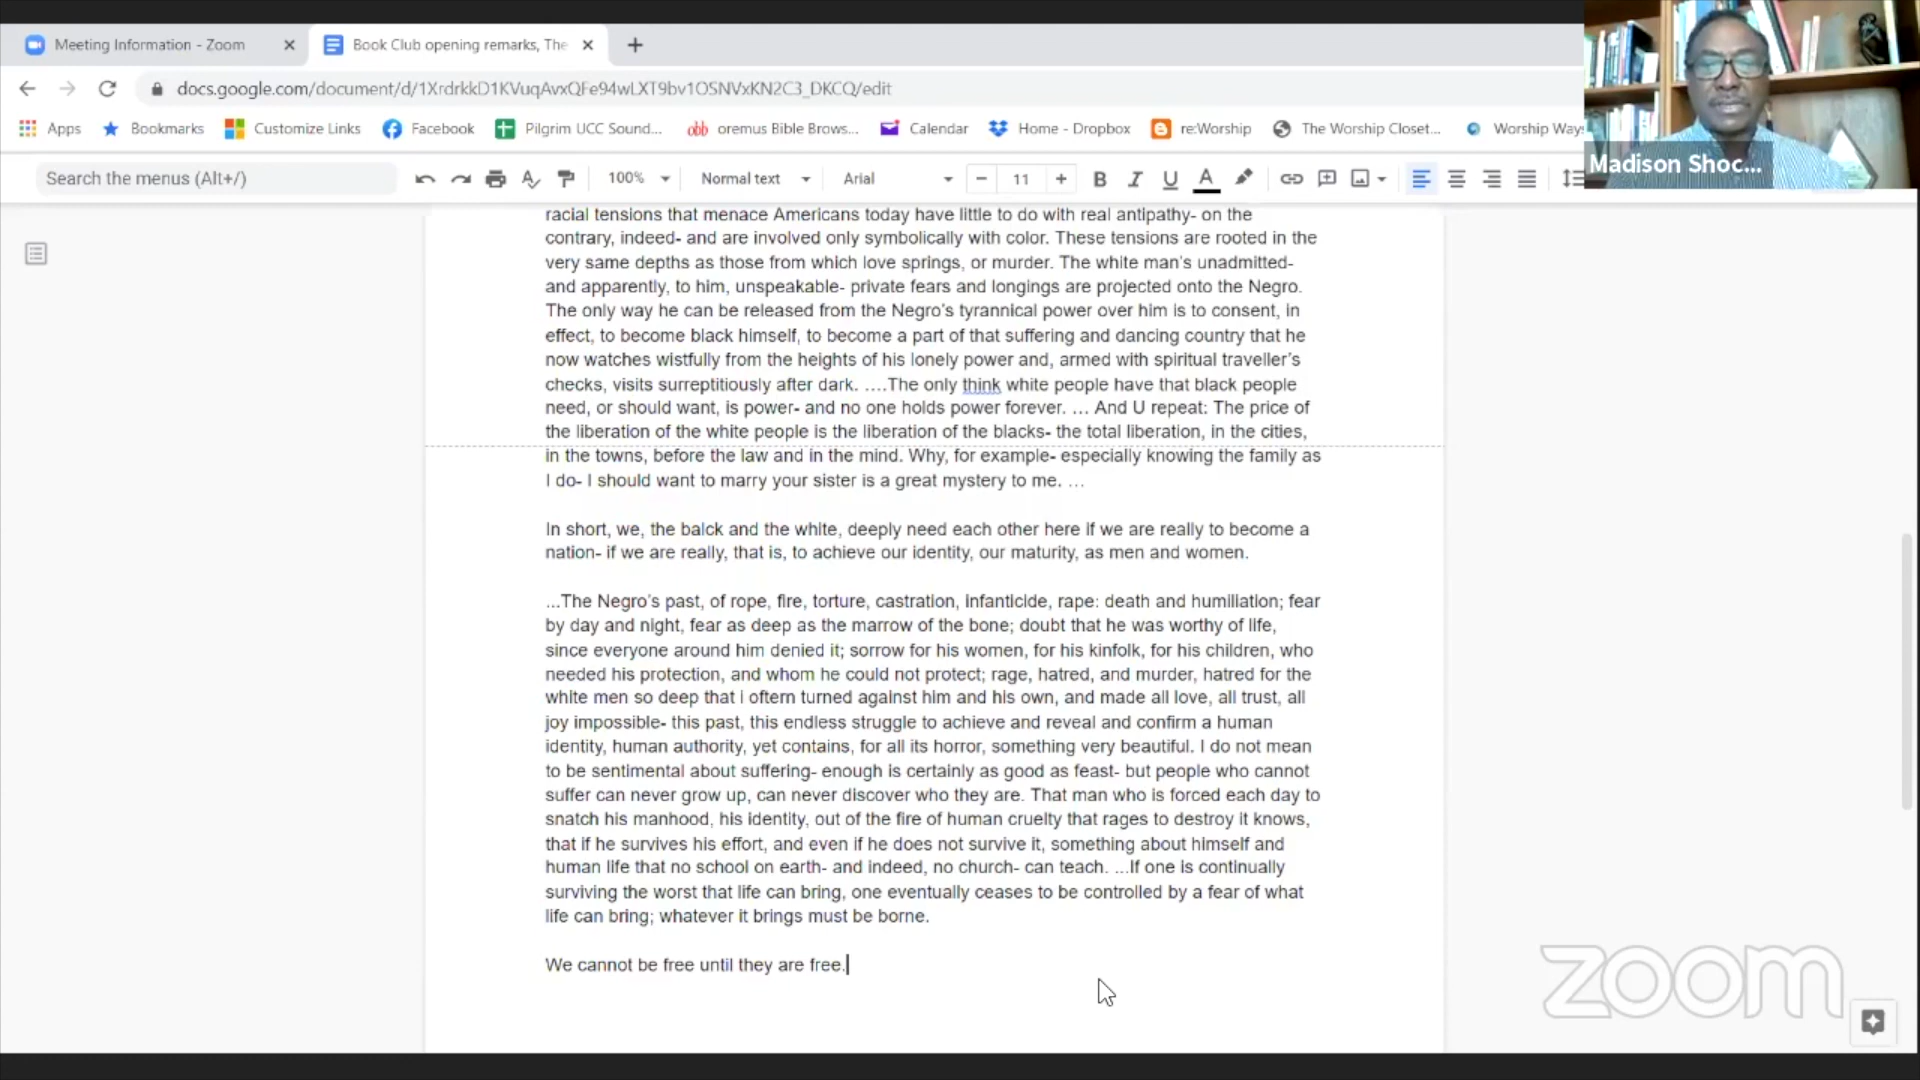 Meeting Information - Zoom
Book Club opening remarks, The
docs.google.com/document/d/1XrdrkkD1KVuqAvxQFe94wLXT9bv1OSNVxKN2C3_DKCQ/edit
Apps Bookmarks Customize Links Facebook Pilgrim UCC Sound... obb oremus Bible Brows... Calendar Home - Dropbox re:Worship The Worship Closet... Worship Ways
Madison Shoc...
Search the menus (Alt+/) 100% Normal text Arial 11 B I U A
racial tensions that menace Americans today have little to do with real antipathy- on the
contrary, indeed- and are involved only symbolically with color. These tensions are rooted in the
very same depths as those from which love springs, or murder. The white man's unadmitted-
and apparently, to him, unspeakable- private fears and longings are projected onto the Negro.
The only way he can be released from the Negro's tyrannical power over him is to consent, in
effect, to become black himself, to become a part of that suffering and dancing country that he
now watches wistfully from the heights of his lonely power and, armed with spiritual traveller's
checks, visits surreptitiously after dark. ....The only think white people have that black people
need, or should want, is power- and no one holds power forever. ... And U repeat: The price of
the liberation of the white people is the liberation of the blacks- the total liberation, in the cities,
in the towns, before the law and in the mind. Why, for example- especially knowing the family as
I do- I should want to marry your sister is a great mystery to me. ...
In short, we, the balck and the white, deeply need each other here if we are really to become a
nation- if we are really, that is, to achieve our identity, our maturity, as men and women.
...The Negro's past, of rope, fire, torture, castration, infanticide, rape: death and humiliation; fear
by day and night, fear as deep as the marrow of the bone; doubt that he was worthy of life,
since everyone around him denied it; sorrow for his women, for his kinfolk, for his children, who
needed his protection, and whom he could not protect; rage, hatred, and murder, hatred for the
white men so deep that i oftern turned against him and his own, and made all love, all trust, all
joy impossible- this past, this endless struggle to achieve and reveal and confirm a human
identity, human authority, yet contains, for all its horror, something very beautiful. I do not mean
to be sentimental about suffering- enough is certainly as good as feast- but people who cannot
suffer can never grow up, can never discover who they are. That man who is forced each day to
snatch his manhood, his identity, out of the fire of human cruelty that rages to destroy it knows,
that if he survives his effort, and even if he does not survive it, something about himself and
human life that no school on earth- and indeed, no church- can teach. ...If one is continually
surviving the worst that life can bring, one eventually ceases to be controlled by a fear of what
life can bring; whatever it brings must be borne.
We cannot be free until they are free.
zoom